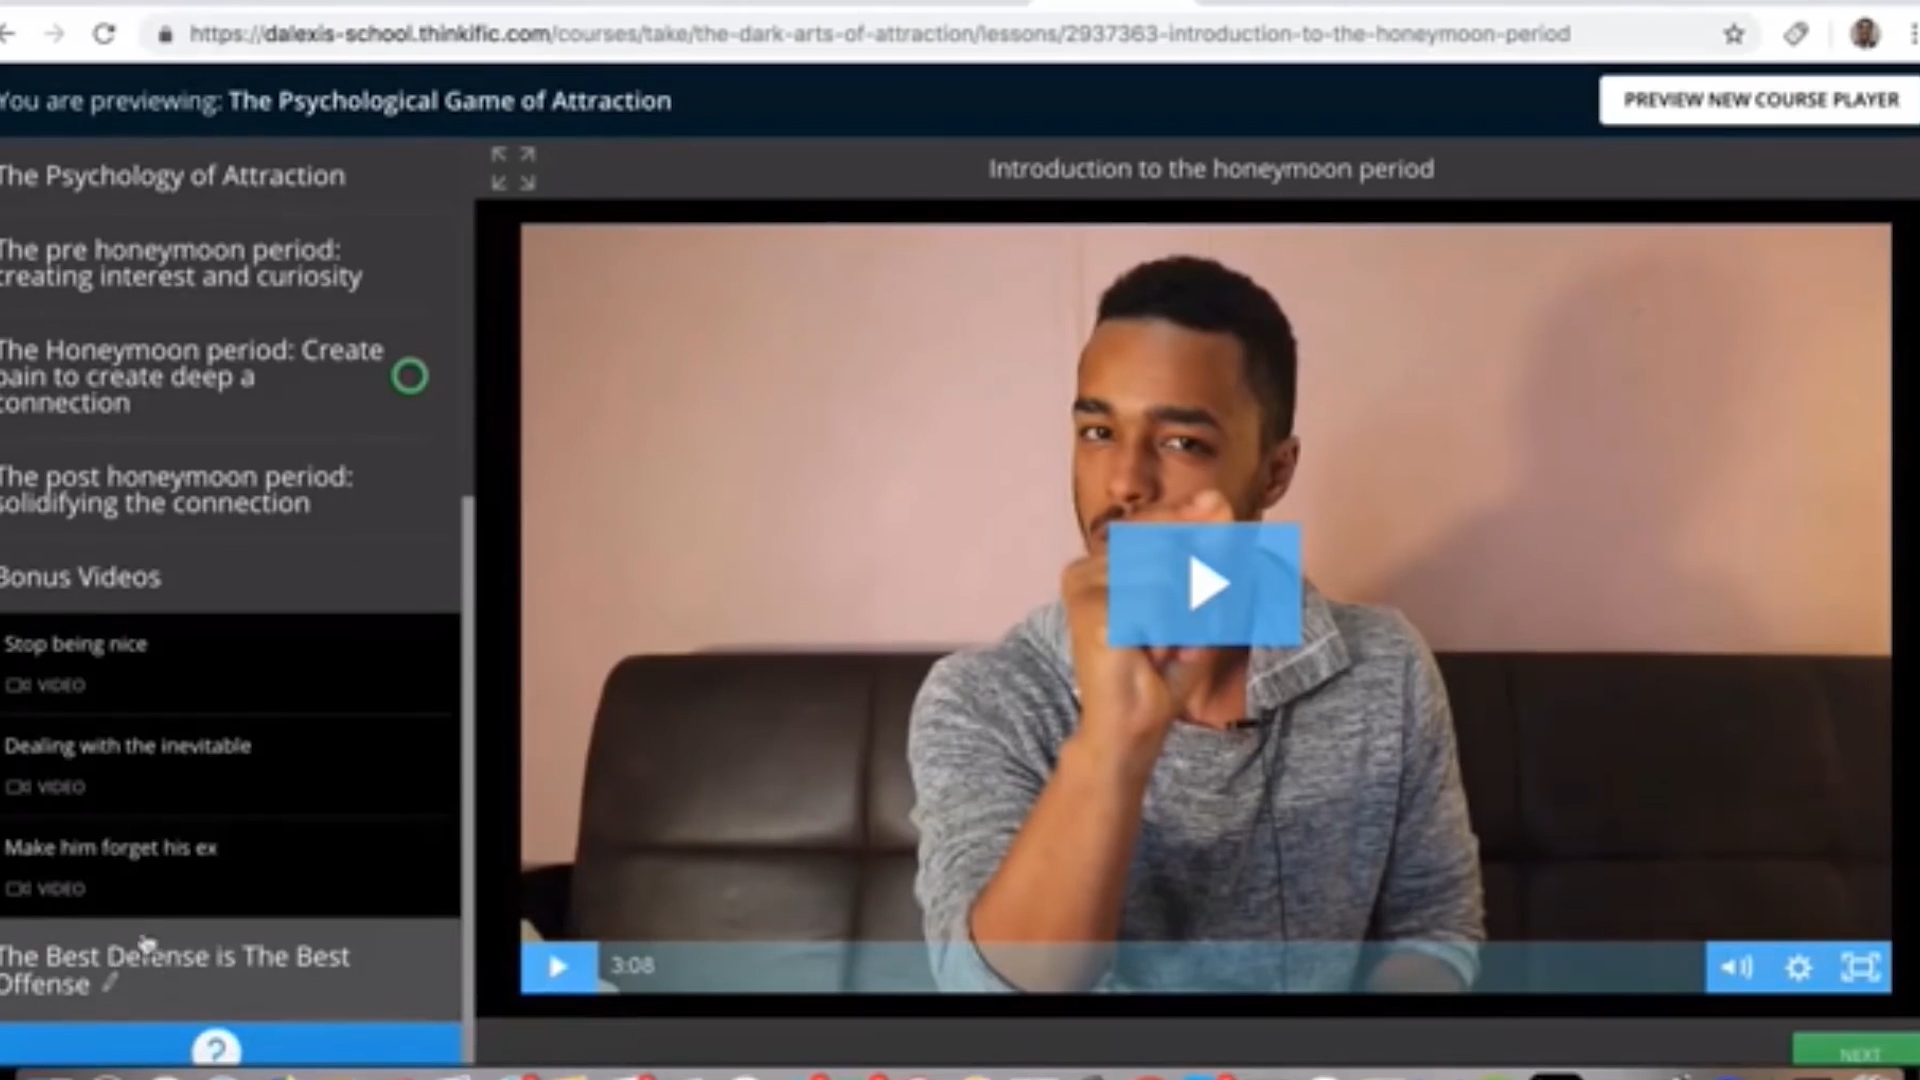 https://dalexis-school.thinkific.com/courses/take/the-dark-arts-of-attraction/lessons/2937363-introduction-to-the-honeymoon-period
You are previewing: The Psychological Game of Attraction
PREVIEW NEW COURSE PLAYER
The Psychology of Attraction
Introduction to the honeymoon period
The pre honeymoon period:
creating interest and curiosity
The Honeymoon period: Create
pain to create deep a
connection
The post honeymoon period:
solidifying the connection
Bonus Videos
Stop being nice
VIDEO
Dealing with the inevitable
VIDEO
Make him forget his ex
VIDEO
The Best Defense is The Best
Offense
3:08
?
NEXT